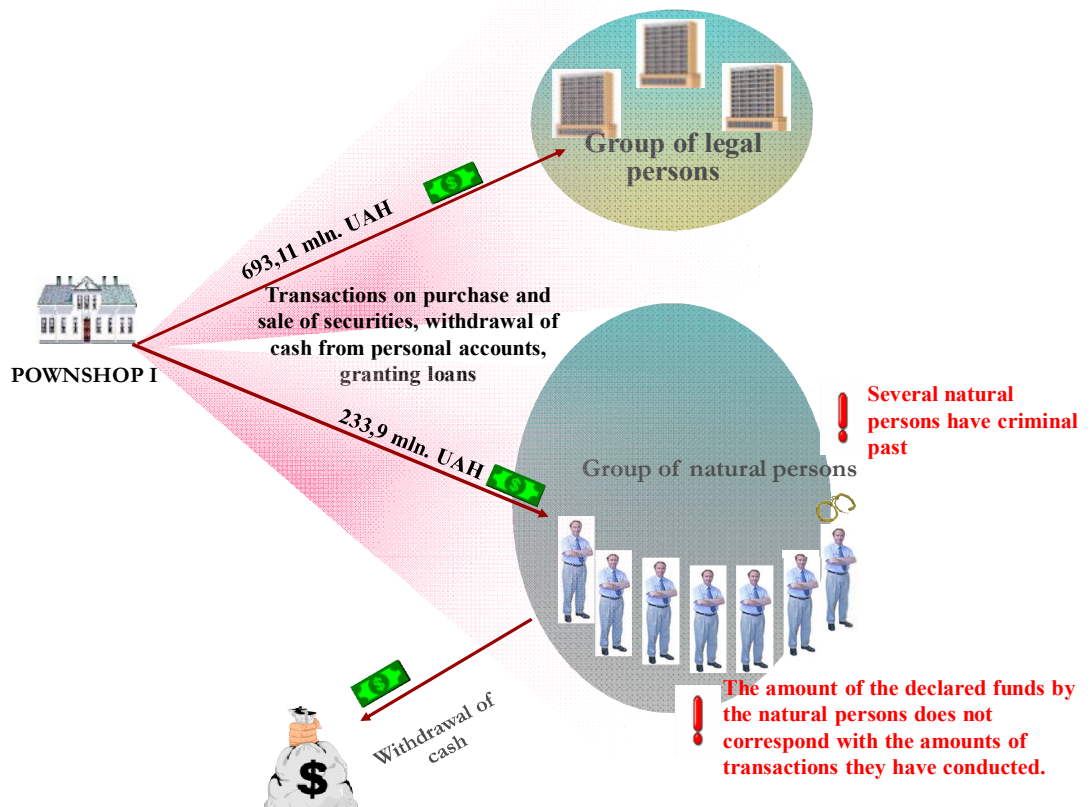 Group of legal
persons
693,11 mln. UAH
Transactions on purchase and
sale of securities, withdrawal of
cash from personal accounts,
granting loans
POWNSHOP I
233,9 mln. UAH
Several natural
persons have criminal
past
Group of natural persons
The amount of the declared funds by
the natural persons does not
correspond with the amounts of
transactions they have conducted.
Withdrawal of
cash
$